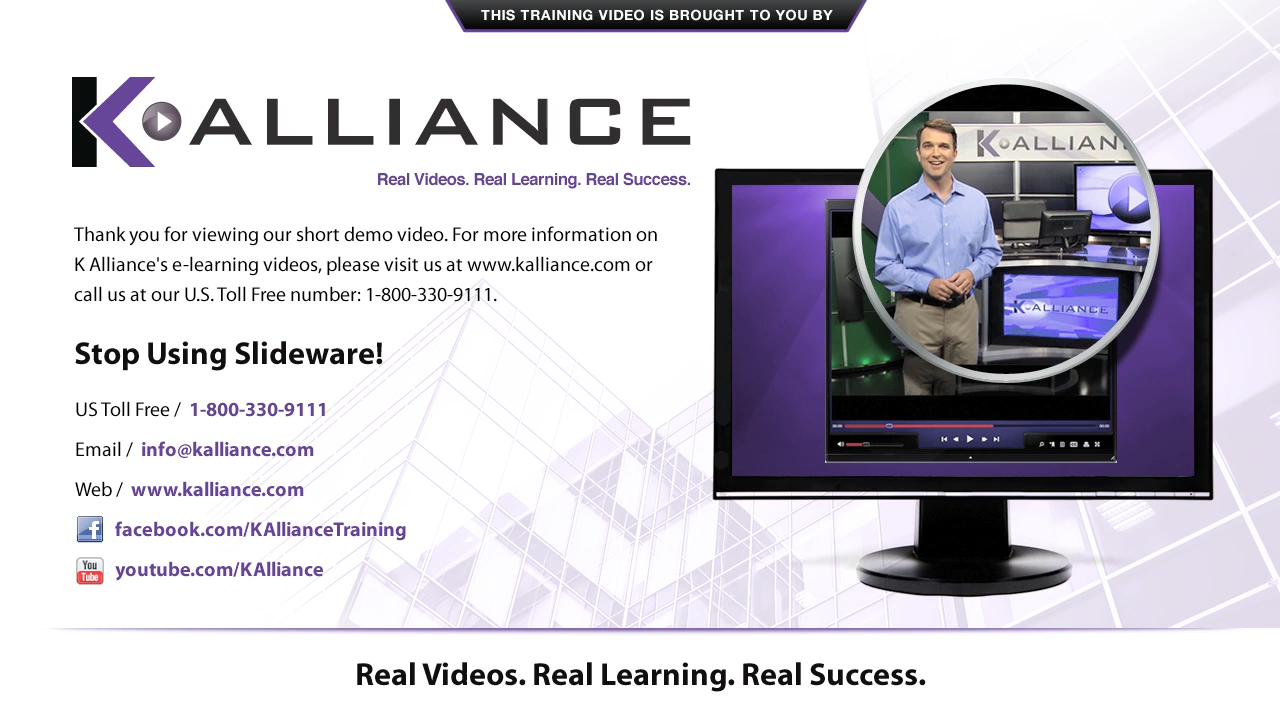 THIS TRAINING VIDEO IS BROUGHT TO YOU BY
K ALLIANCE
Real Videos. Real Learning. Real Success.
Thank you for viewing our short demo video. For more information on
K Alliance's e-learning videos, please visit us at www.kalliance.com or
call us at our U.S. Toll Free number: 1-800-330-9111.
Stop Using Slideware!
US Toll Free / 1-800-330-9111
Email / info@kalliance.com
Web / www.kalliance.com
f facebook.com/KAllianceTraining
You Tube youtube.com/KAlliance
K ALLIAN
K-ALLIANCE
Real Videos. Real Learning. Real Success.